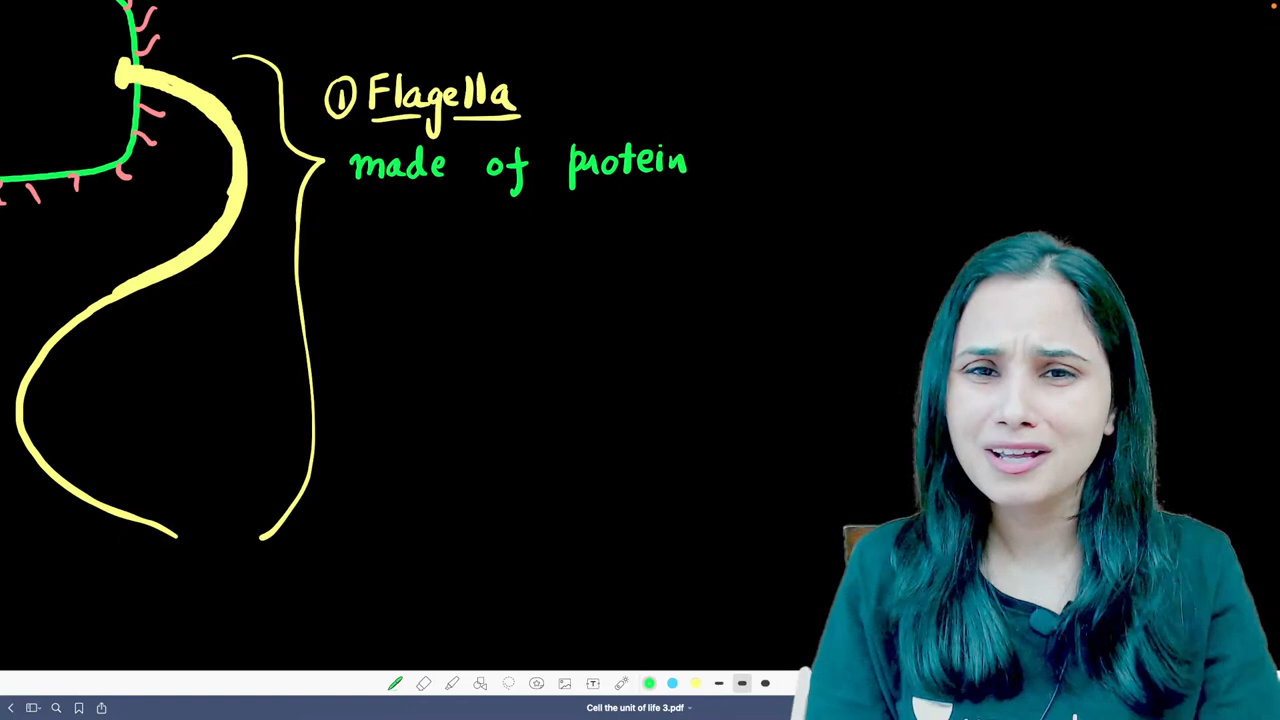 ① Flagella
made of protein
Cell the unit of life 3.pdf